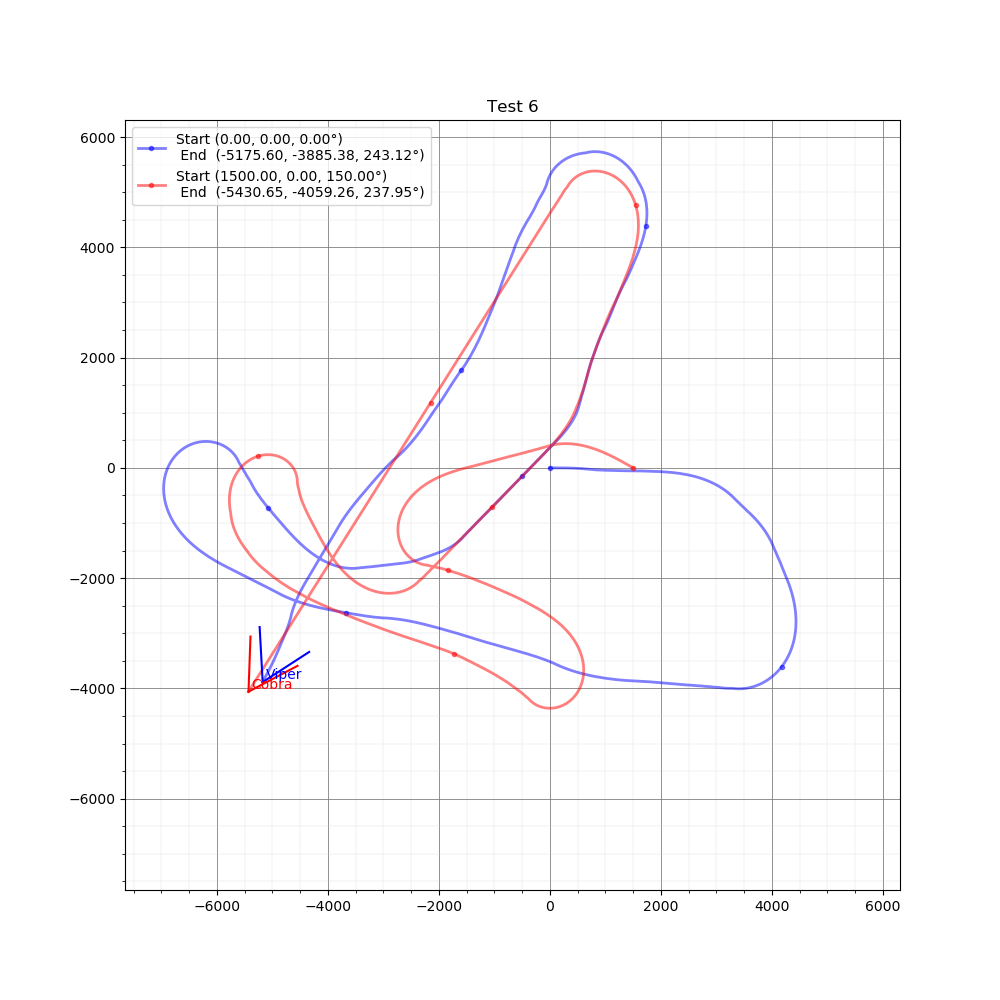 Test 6
Start (0.00, 0.00, 0.00°)
End  (-5175.60, -3885.38, 243.12°)
Start (1500.00, 0.00, 150.00°)
End  (-5430.65, -4059.26, 237.95°)
6000
4000
2000
0
−2000
−4000
−6000
Viper
Cobra
−6000 −4000 −2000 0 2000 4000 6000